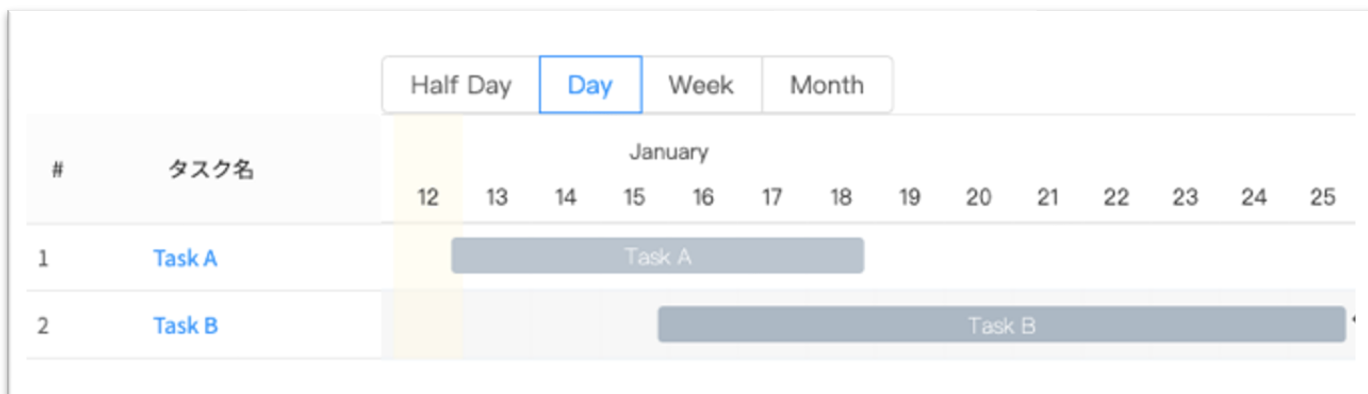 Half Day Day Week Month
# タスク名
January
12 13 14 15 16 17 18 19 20 21 22 23 24 25
1 Task A Task A
2 Task B Task B